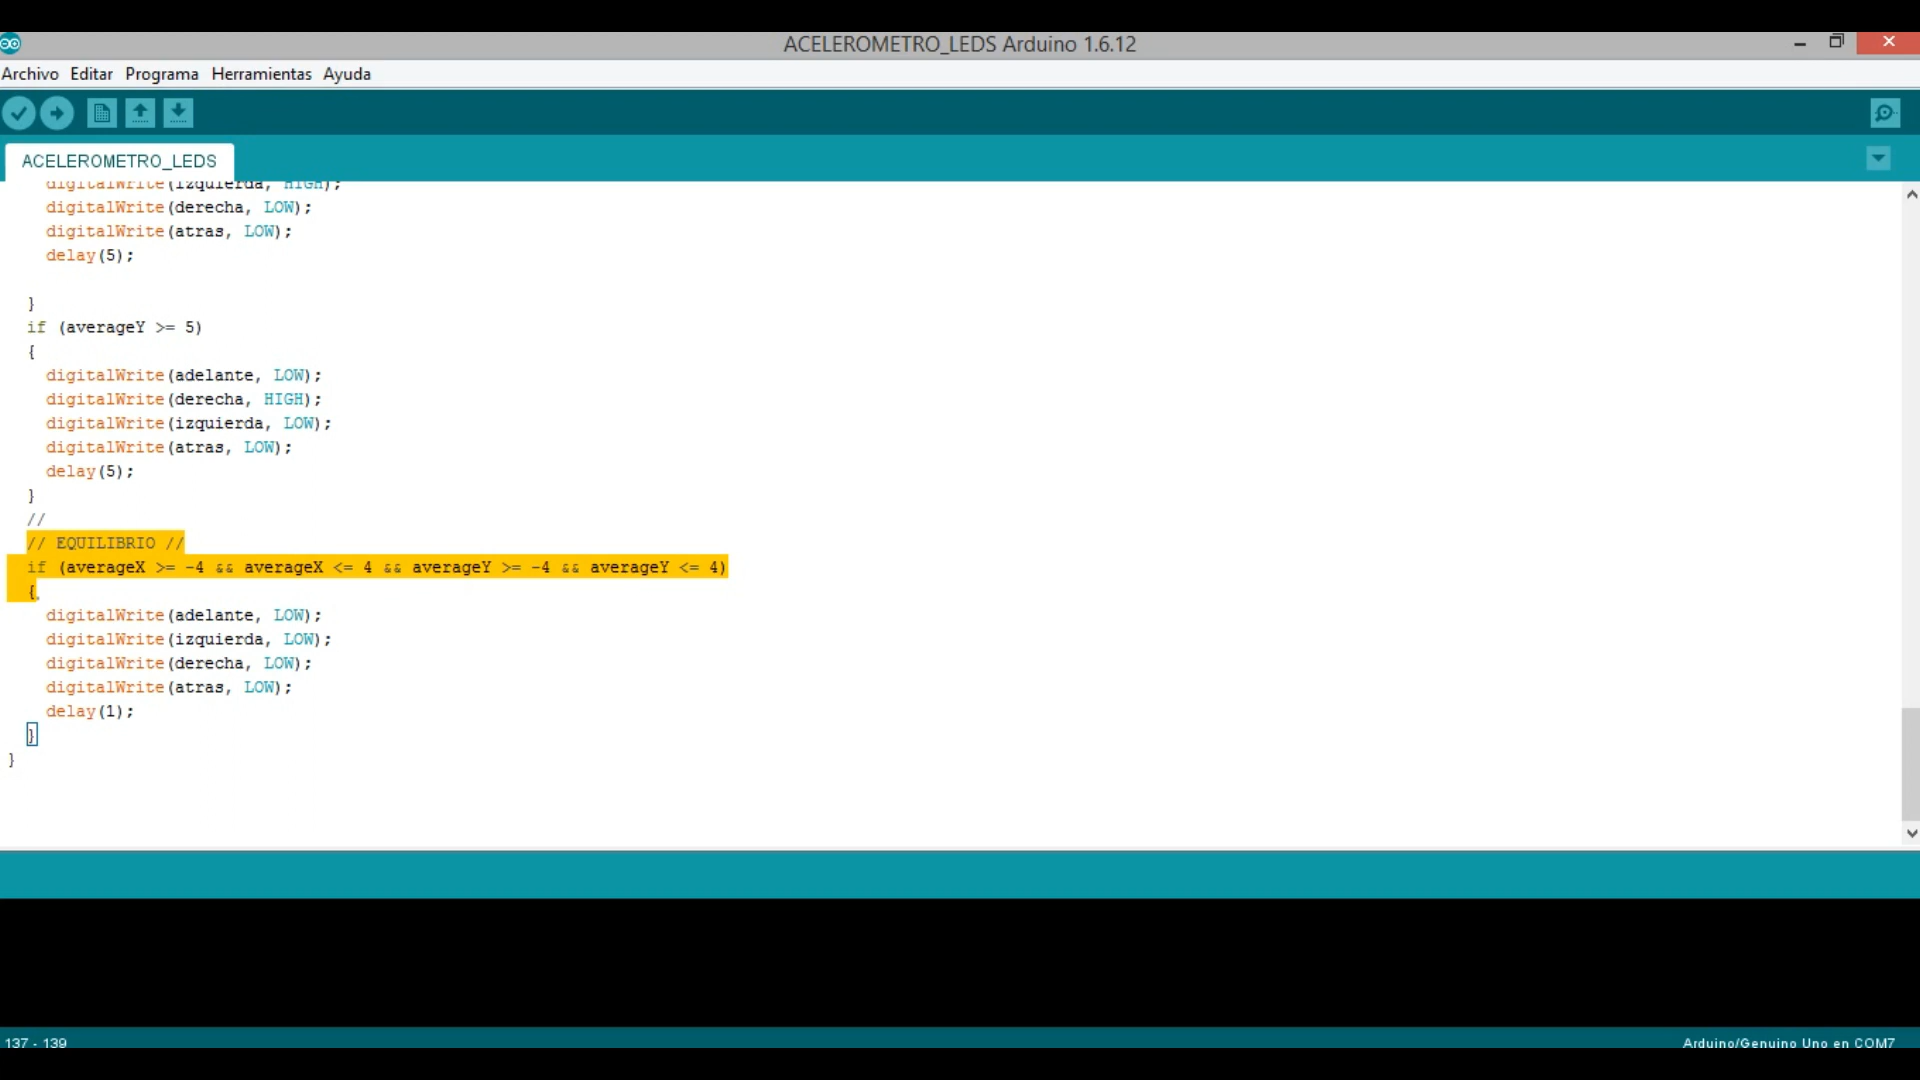 ACELEROMETRO_LEDS Arduino 1.6.12
Archivo Editar Programa Herramientas Ayuda
ACELEROMETRO_LEDS
digitalWrite(izquierda, HIGH);
digitalWrite(derecha, LOW);
digitalWrite(atras, LOW);
delay(5);
}
if (averageY >= 5)
{
digitalWrite(adelante, LOW);
digitalWrite(derecha, HIGH);
digitalWrite(izquierda, LOW);
digitalWrite(atras, LOW);
delay(5);
}
//
// EQUILIBRIO //
if (averageX >= -4 && averageX <= 4 && averageY >= -4 && averageY <= 4)
{
digitalWrite(adelante, LOW);
digitalWrite(izquierda, LOW);
digitalWrite(derecha, LOW);
digitalWrite(atras, LOW);
delay(1);
}
}
137 - 139
Arduino/Genuino Uno en COM7